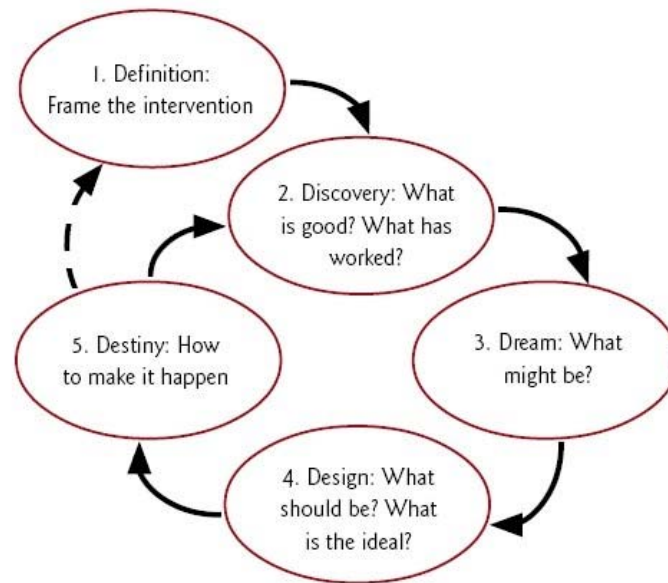 1. Definition:
Frame the intervention
2. Discovery: What
is good? What has
worked?
3. Dream: What
might be?
4. Design: What
should be? What
is the ideal?
5. Destiny: How
to make it happen